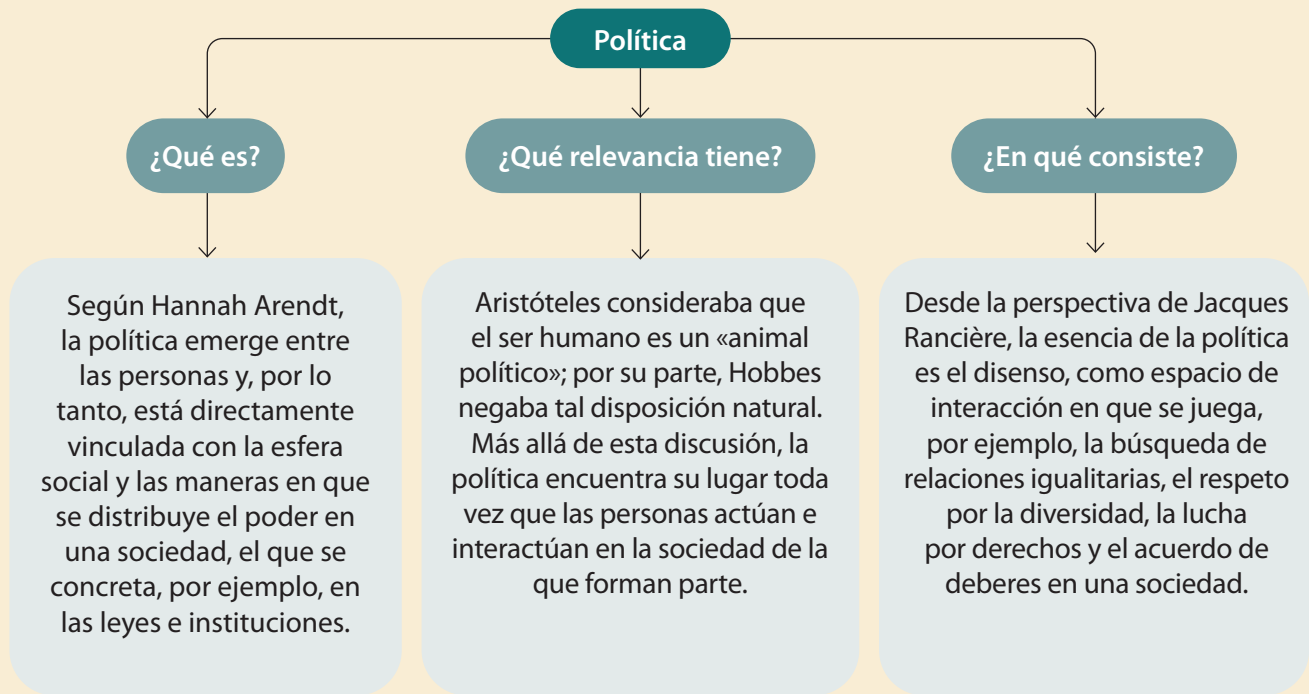 Política
¿Qué es?
Según Hannah Arendt,
la política emerge entre
las personas y, por lo
tanto, está directamente
vinculada con la esfera
social y las maneras en que
se distribuye el poder en
una sociedad, el que se
concreta, por ejemplo, en
las leyes e instituciones.
¿Qué relevancia tiene?
Aristóteles consideraba que
el ser humano es un «animal
político»; por su parte, Hobbes
negaba tal disposición natural.
Más allá de esta discusión, la
política encuentra su lugar toda
vez que las personas actúan e
interactúan en la sociedad de la
que forman parte.
¿En qué consiste?
Desde la perspectiva de Jacques
Rancière, la esencia de la política
es el disenso, como espacio de
interacción en que se juega,
por ejemplo, la búsqueda de
relaciones igualitarias, el respeto
por la diversidad, la lucha
por derechos y el acuerdo de
deberes en una sociedad.